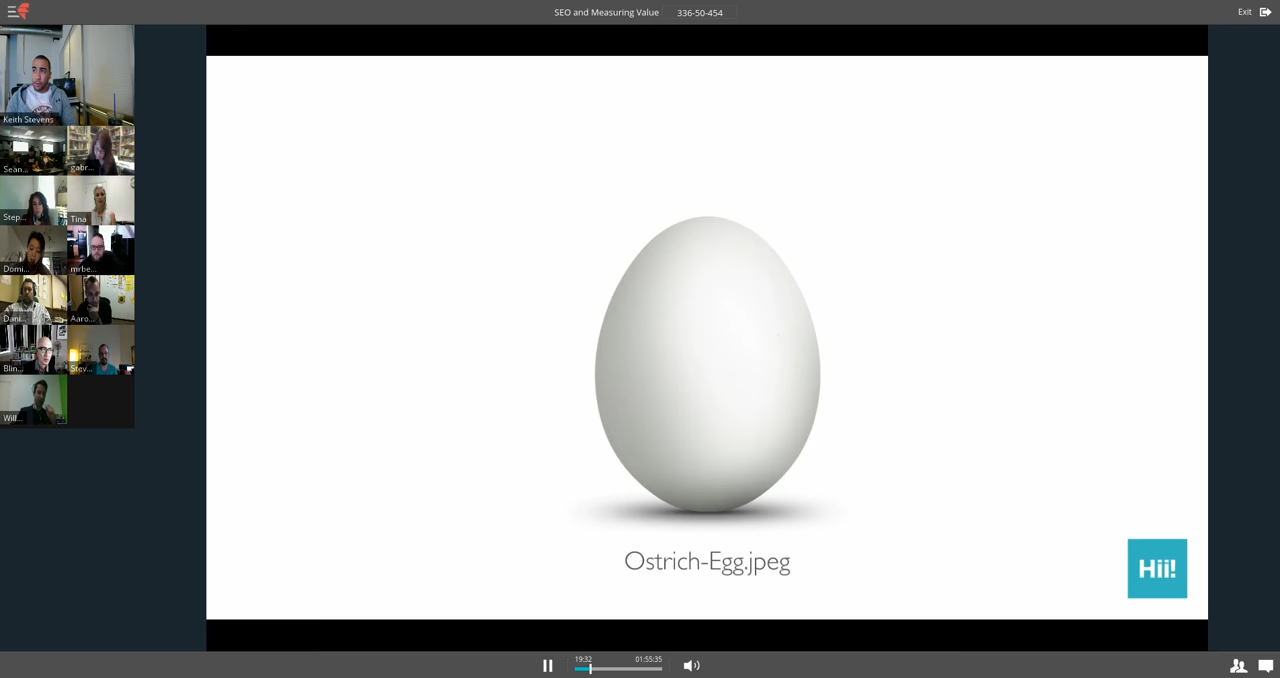 SEO and Measuring Value 336-50-454
Exit
Keith Stevens
Sean...
gabr...
Step...
Tina
Domi...
mrbe...
Dani...
Aaro...
Blin...
Stev...
Will...
Ostrich-Egg.jpeg
Hii!
19:32
01:55:35